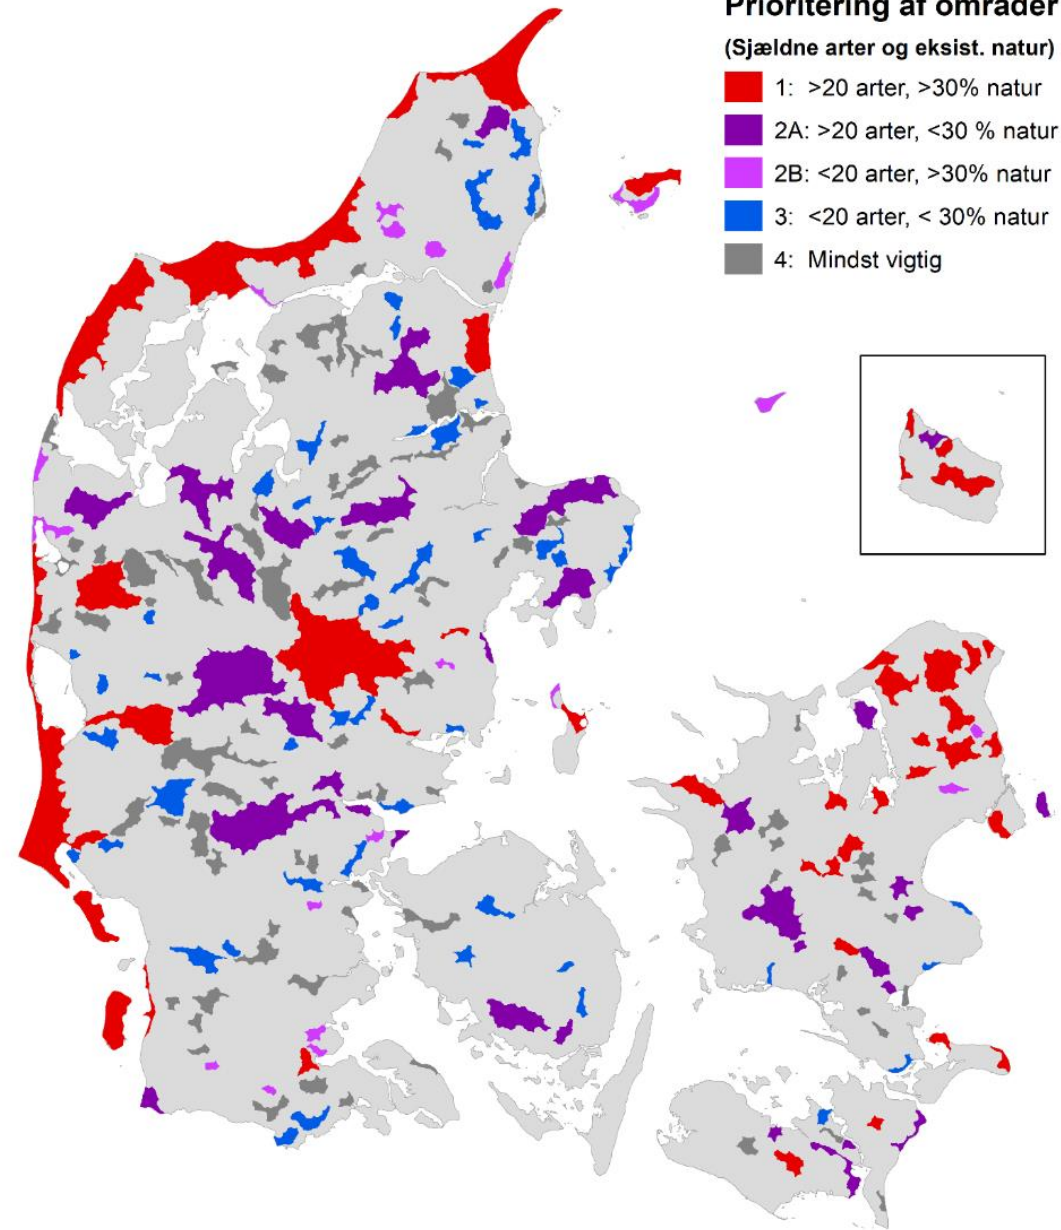 Prioritering af områder
(Sjældne arter og eksist. natur)
1: >20 arter, >30% natur
2A: >20 arter, <30 % natur
2B: <20 arter, >30% natur
3: <20 arter, < 30% natur
4: Mindst vigtig